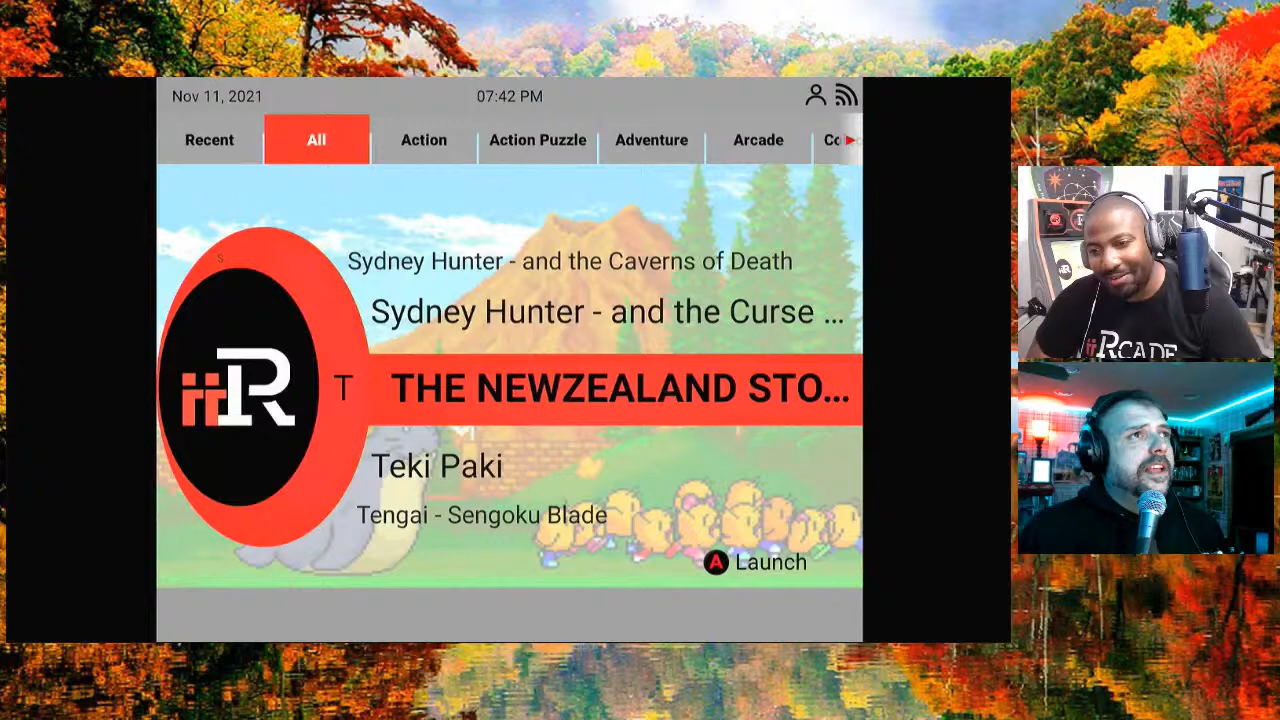 Nov 11, 2021
07:42 PM
Recent
All
Action
Action Puzzle
Adventure
Arcade
s
Sydney Hunter - and the Caverns of Death
Sydney Hunter - and the Curse ...
iiR
T
THE NEWZEALAND STO...
Teki Paki
Tengai - Sengoku Blade
A Launch
iiRCADE